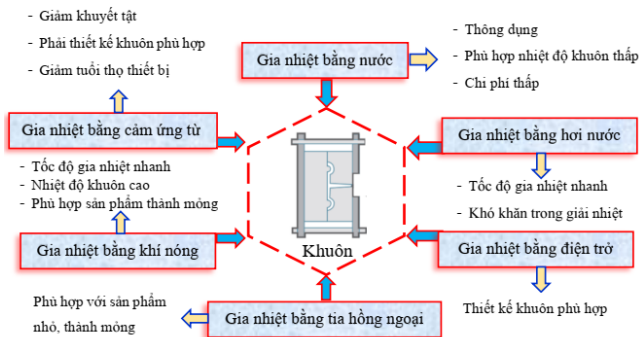 - Giảm khuyết tật
- Phải thiết kế khuôn phù hợp
- Giảm tuổi thọ thiết bị
Gia nhiệt bằng nước
- Thông dụng
- Phù hợp nhiệt độ khuôn thấp
- Chi phí thấp
Gia nhiệt bằng cảm ứng từ
Gia nhiệt bằng hơi nước
- Tốc độ gia nhiệt nhanh
- Nhiệt độ khuôn cao
- Phù hợp sản phẩm thành mỏng
- Tốc độ gia nhiệt nhanh
- Khó khăn trong giải nhiệt
Gia nhiệt bằng khí nóng
Khuôn
Gia nhiệt bằng điện trở
Phù hợp với sản phẩm
nhỏ, thành mỏng
Gia nhiệt bằng tia hồng ngoại
Thiết kế khuôn phù hợp